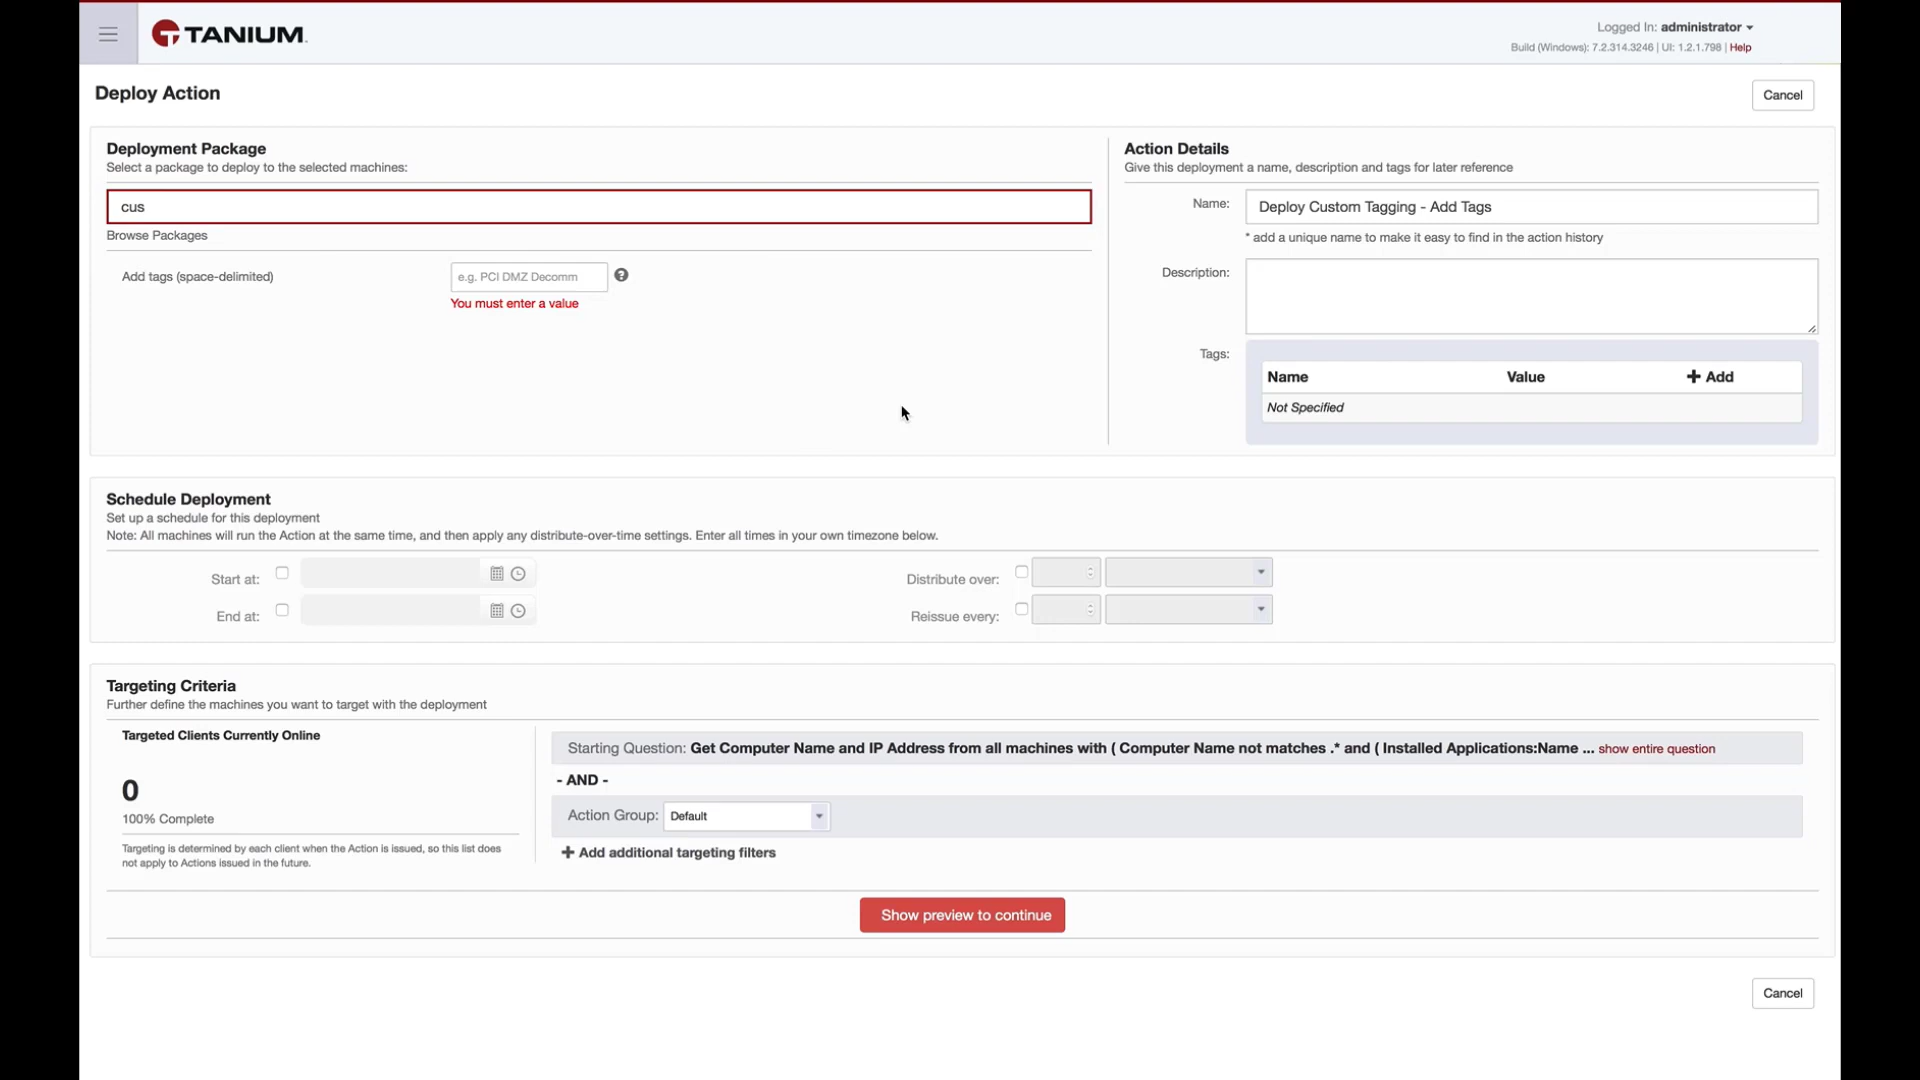 TANIUM.
Logged In: administrator
Build (Windows): 7.2.314.3246 | UI: 1.2.1.798 | Help
Deploy Action
Cancel
Deployment Package
Select a package to deploy to the selected machines:
cus
Browse Packages
Add tags (space-delimited)
e.g. PCI DMZ Decomm
?
You must enter a value
Action Details
Give this deployment a name, description and tags for later reference
Name:
Deploy Custom Tagging - Add Tags
* add a unique name to make it easy to find in the action history
Description:
Tags:
Name Value + Add
Not Specified
Schedule Deployment
Set up a schedule for this deployment
Note: All machines will run the Action at the same time, and then apply any distribute-over-time settings. Enter all times in your own timezone below.
Start at:
Distribute over:
End at:
Reissue every:
Targeting Criteria
Further define the machines you want to target with the deployment
Targeted Clients Currently Online
0
100% Complete
Targeting is determined by each client when the Action is issued, so this list does
not apply to Actions issued in the future.
Starting Question: Get Computer Name and IP Address from all machines with ( Computer Name not matches .* and ( Installed Applications:Name ... show entire question
- AND -
Action Group: Default
+ Add additional targeting filters
Show preview to continue
Cancel